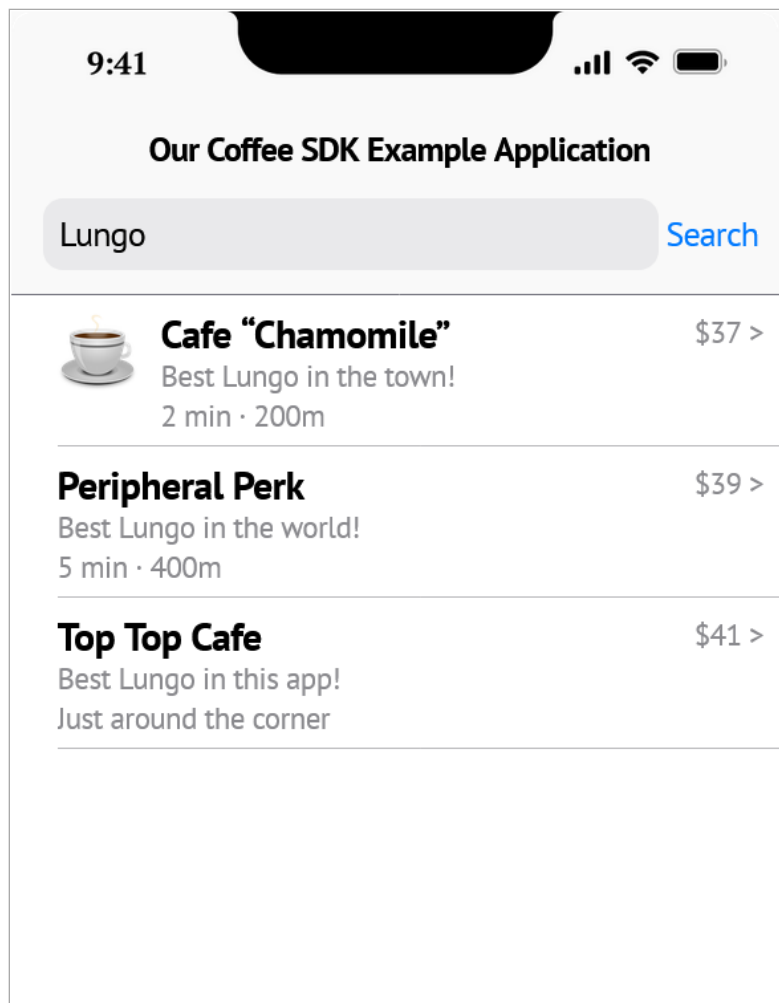 9:41
Our Coffee SDK Example Application
Lungo Search
Cafe “Chamomile” $37 >
Best Lungo in the town!
2 min · 200m
Peripheral Perk $39 >
Best Lungo in the world!
5 min · 400m
Top Top Cafe $41 >
Best Lungo in this app!
Just around the corner